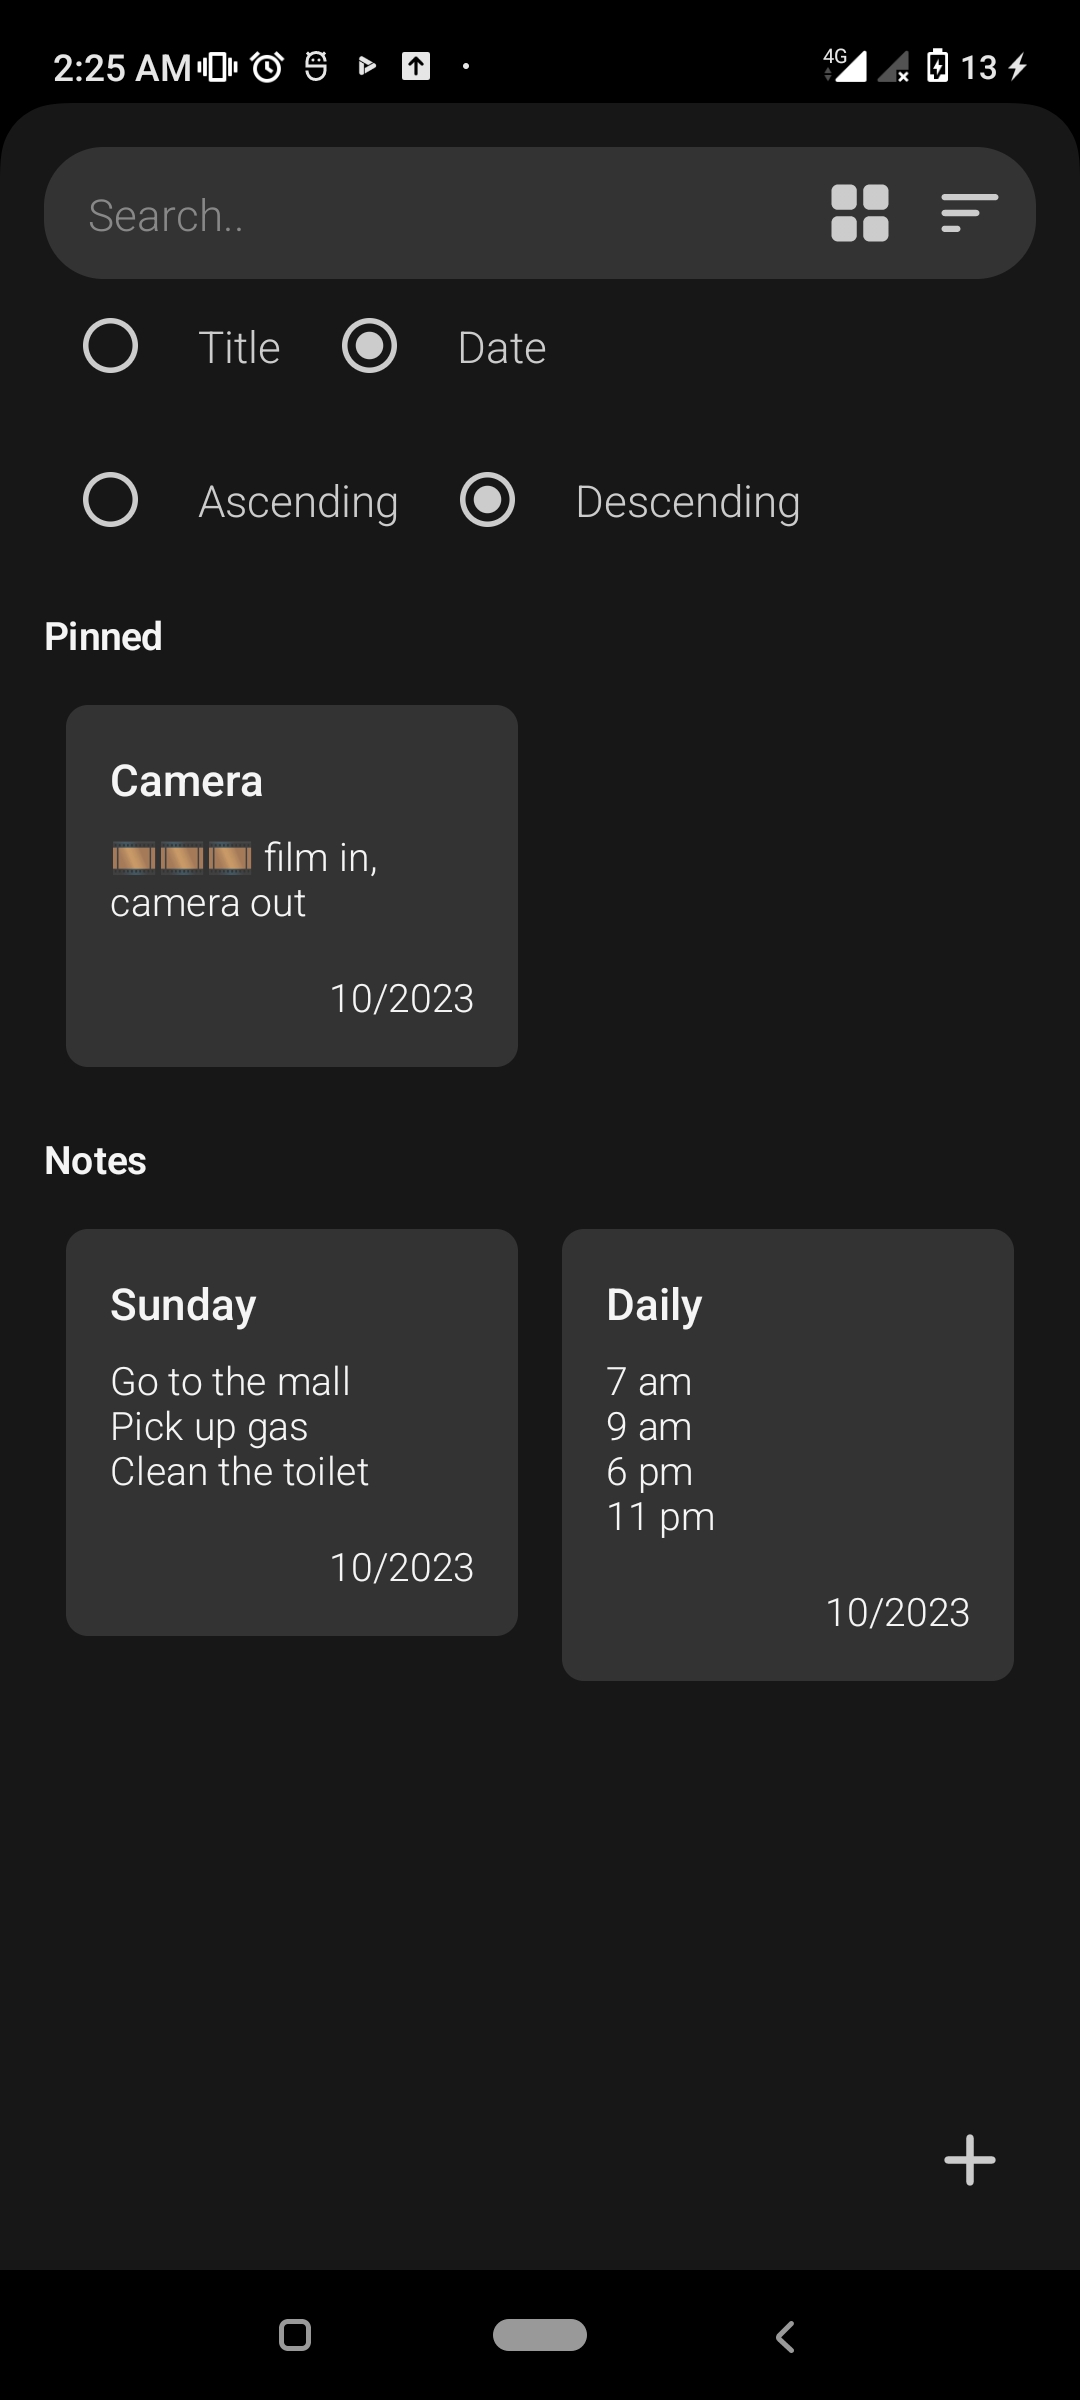 2:25 AM 4G 13
Search..
Title Date
Ascending Descending
Pinned
Camera
🎞️🎞️🎞️ film in,
camera out
10/2023
Notes
Sunday
Go to the mall
Pick up gas
Clean the toilet
10/2023
Daily
7 am
9 am
6 pm
11 pm
10/2023